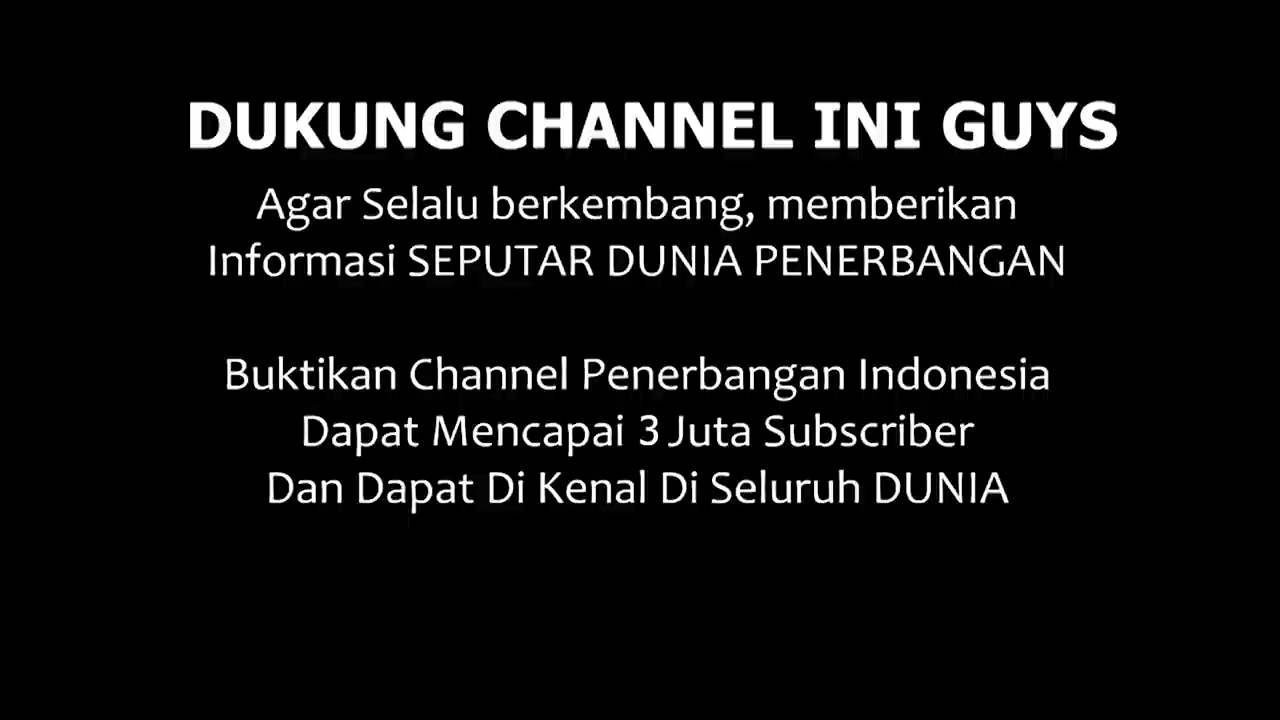 DUKUNG CHANNEL INI GUYS
Agar Selalu berkembang, memberikan
Informasi SEPUTAR DUNIA PENERBANGAN
Buktikan Channel Penerbangan Indonesia
Dapat Mencapai 3 Juta Subscriber
Dan Dapat Di Kenal Di Seluruh DUNIA